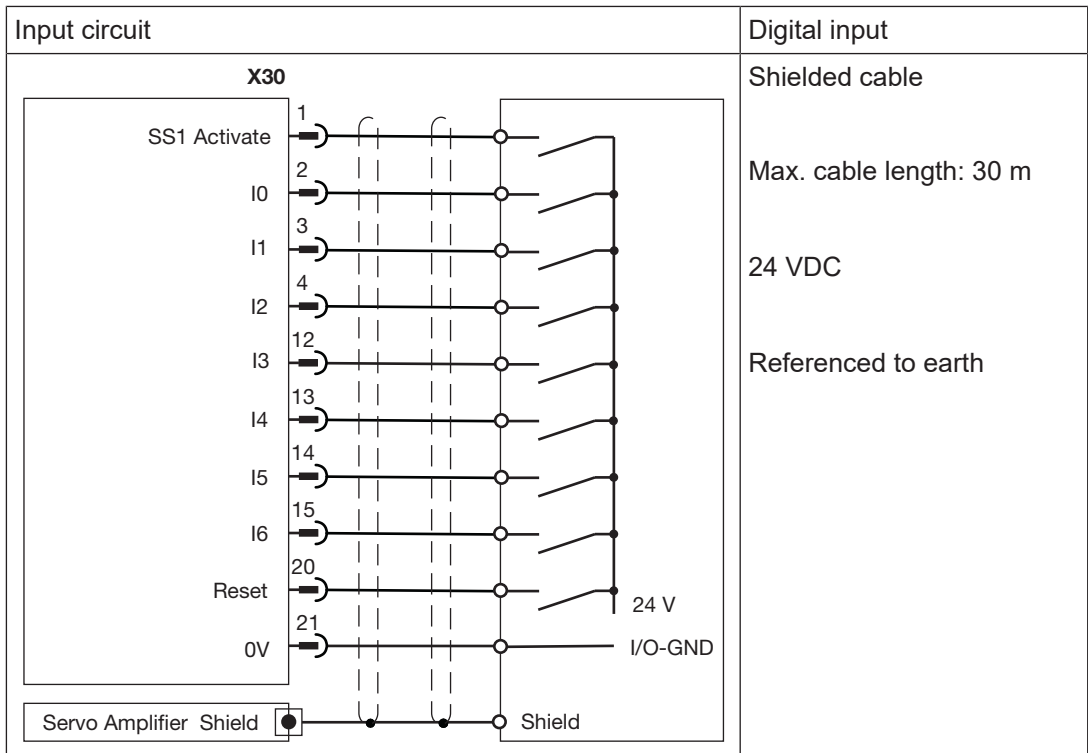 Input circuit
Digital input
X30
Shielded cable
1
SS1 Activate
2
I0
Max. cable length: 30 m
3
I1
24 VDC
4
I2
12
I3
Referenced to earth
13
I4
14
I5
15
I6
20
Reset
24 V
21
0V
I/O-GND
Servo Amplifier Shield
Shield